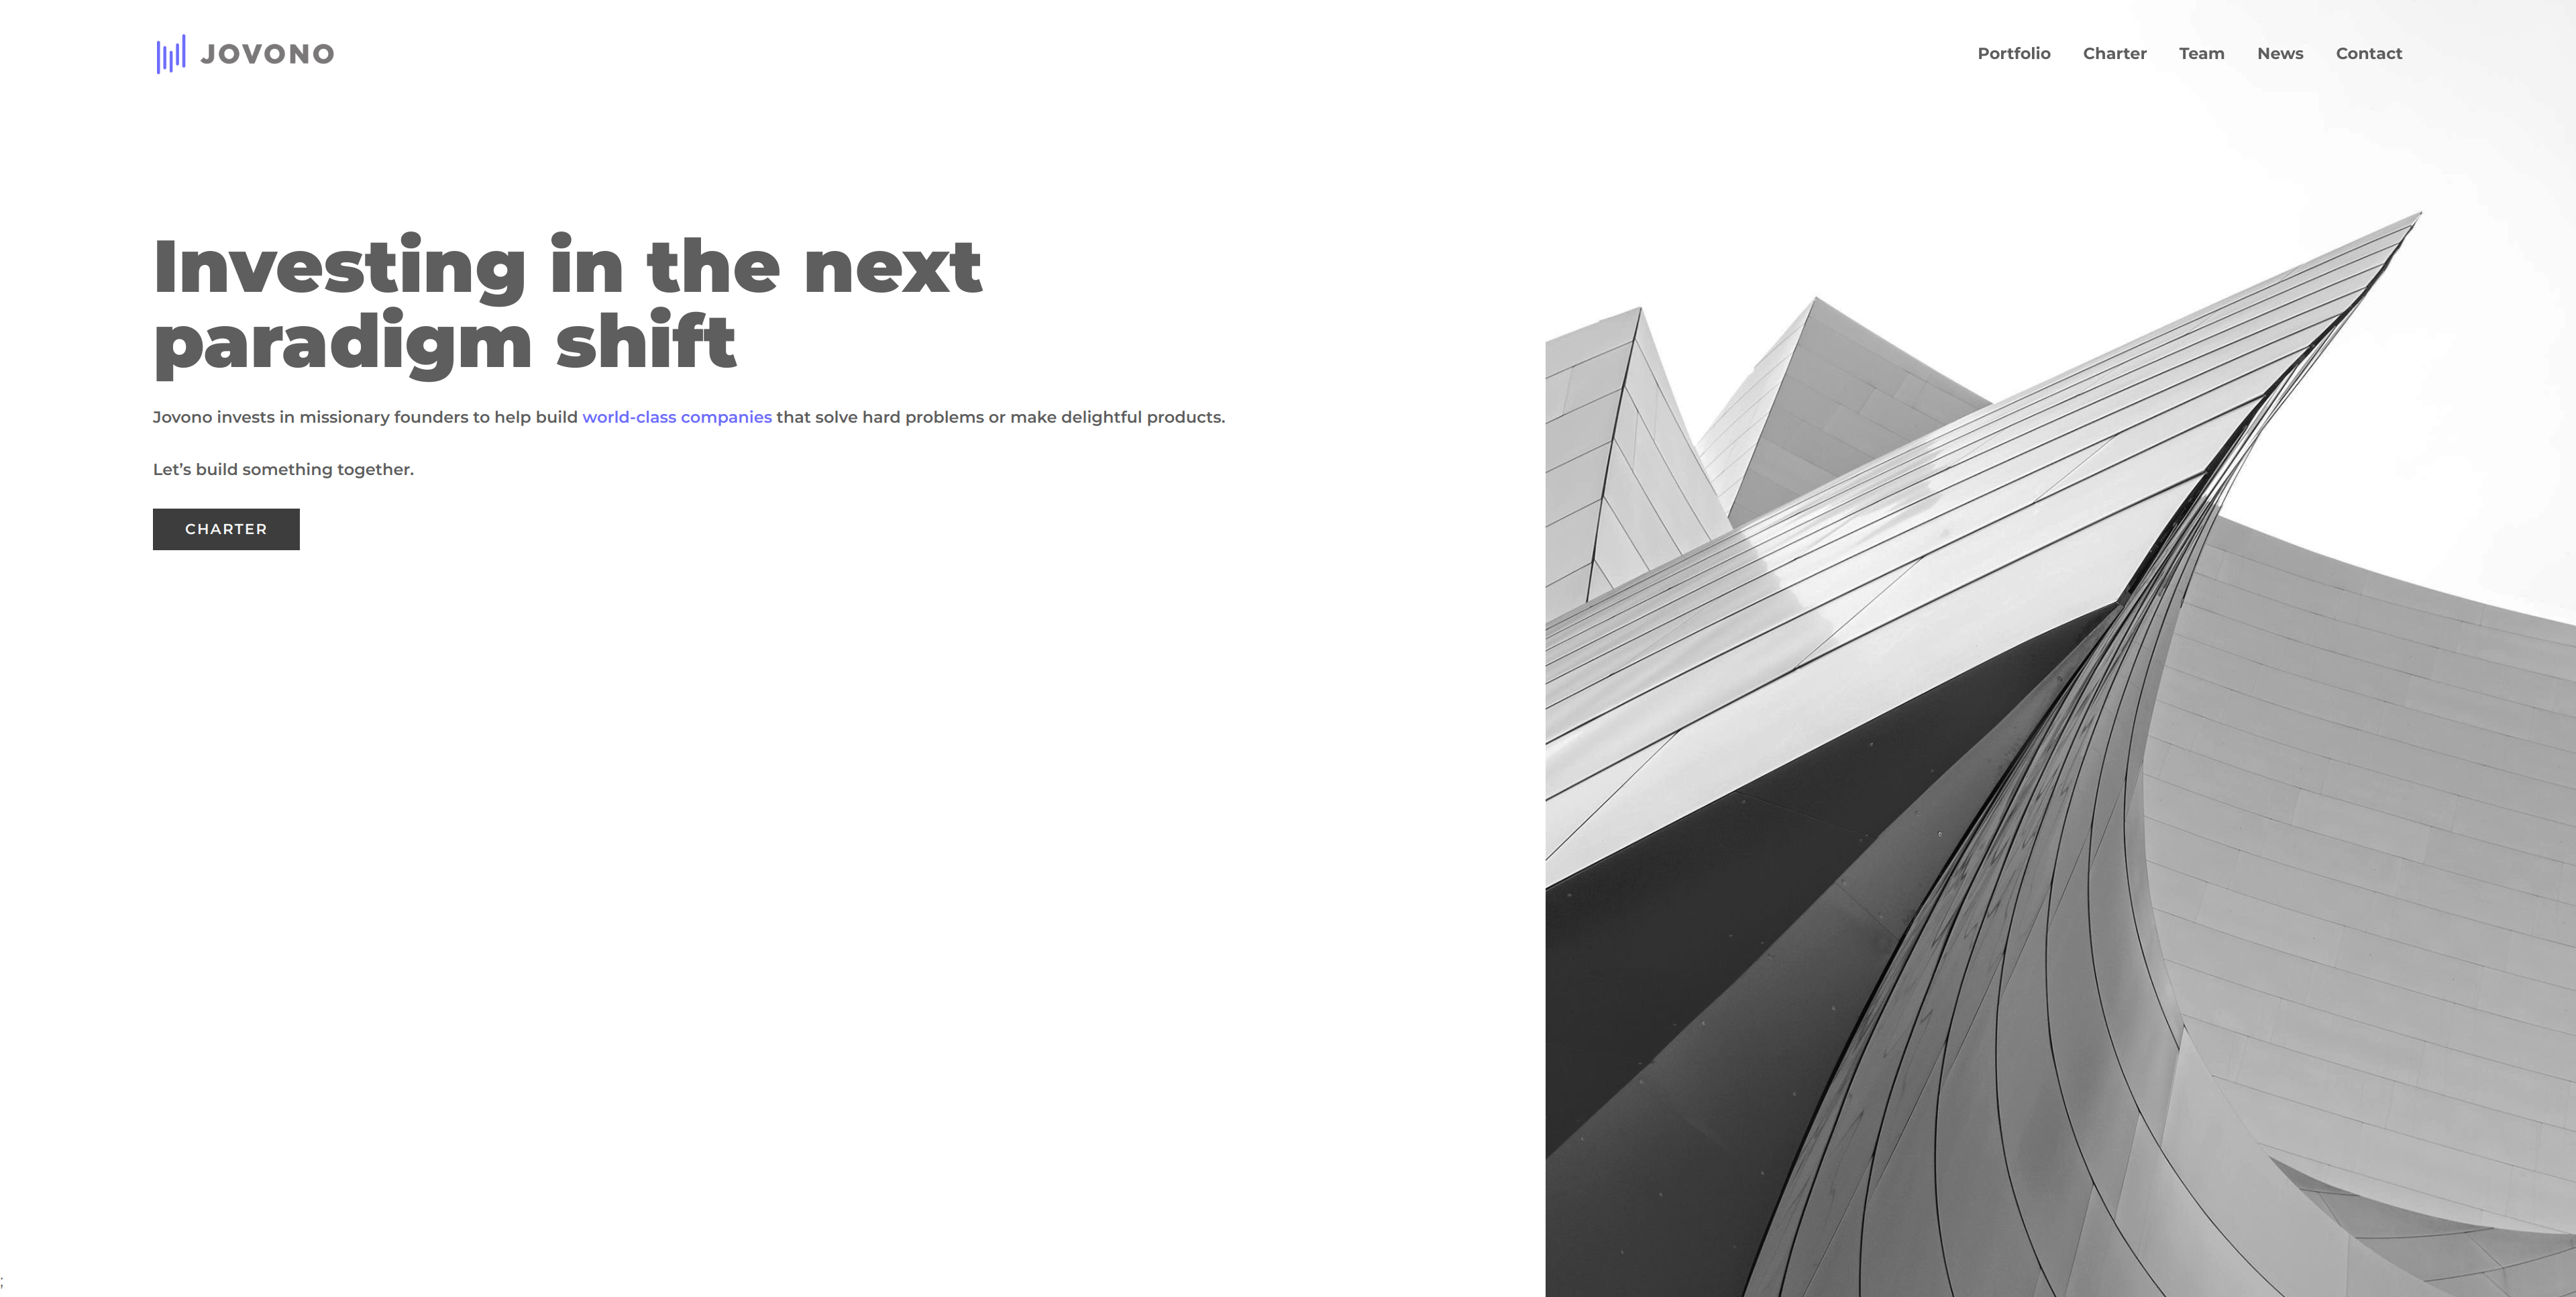 JOVONO
Portfolio Charter Team News Contact
Investing in the next
paradigm shift
Jovono invests in missionary founders to help build world-class companies that solve hard problems or make delightful products.
Let’s build something together.
CHARTER
;